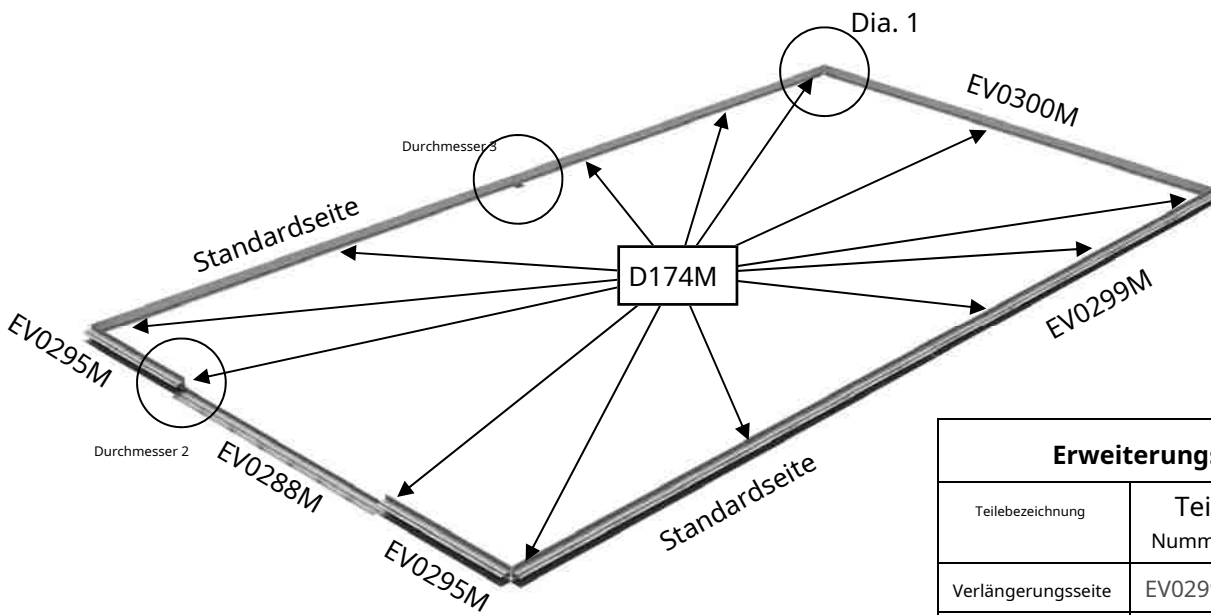 Dia. 1
EV0300M
Durchmesser 3
Standardseite
D174M
EV0299M
EV0295M
Durchmesser 2
EV0288M
Standardseite
EV0295M
Erweiterungs
Teilebezeichnung
Tei
Numm
Verlängerungsseite
EV029